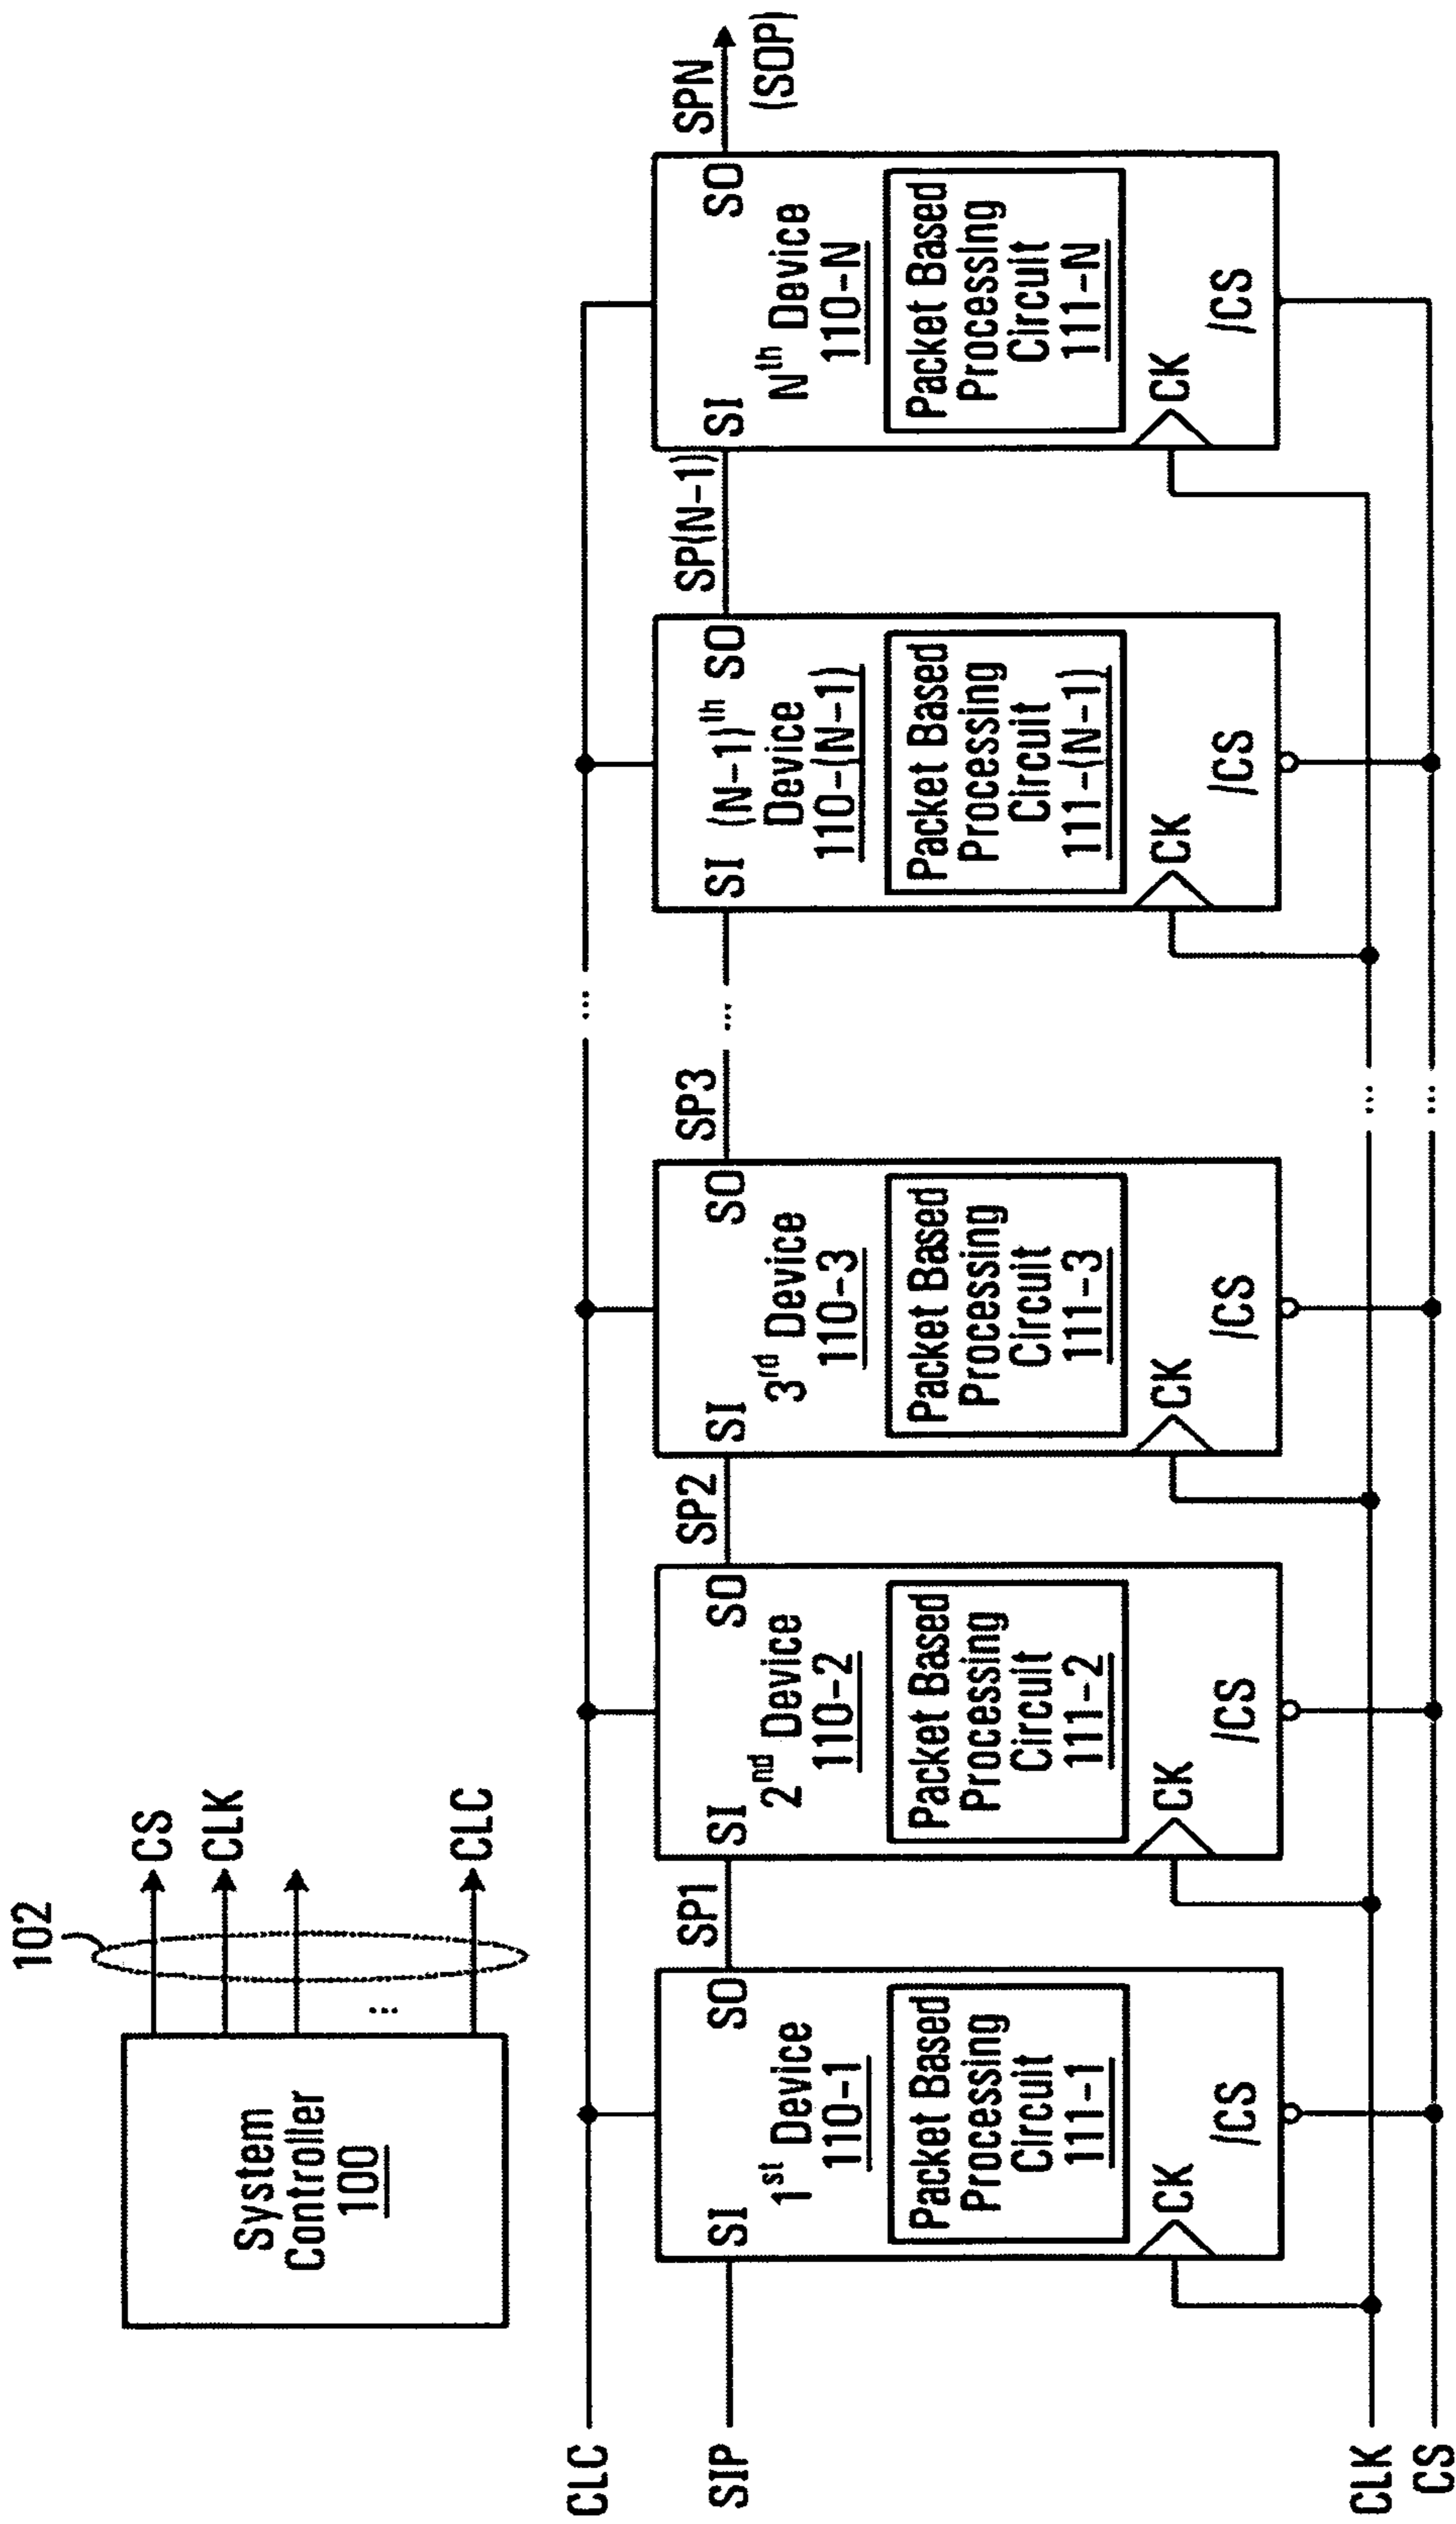 102
System
Controller
100
...
CS
CLK
CLC
CLC
SIP
CLK
CS
SI
SO
1st Device
110-1
Packet Based
Processing
Circuit
111-1
CK
/CS
SP1
SI
SO
2nd Device
110-2
Packet Based
Processing
Circuit
111-2
CK
/CS
SP2
SI
SO
3rd Device
110-3
Packet Based
Processing
Circuit
111-3
CK
/CS
SP3
...
...
...
...
SI
(N-1)th
SO
Device
110-(N-1)
Packet Based
Processing
Circuit
111-(N-1)
CK
/CS
SP(N-1)
SI
SO
Nth Device
110-N
Packet Based
Processing
Circuit
111-N
CK
/CS
SPN
(SOP)